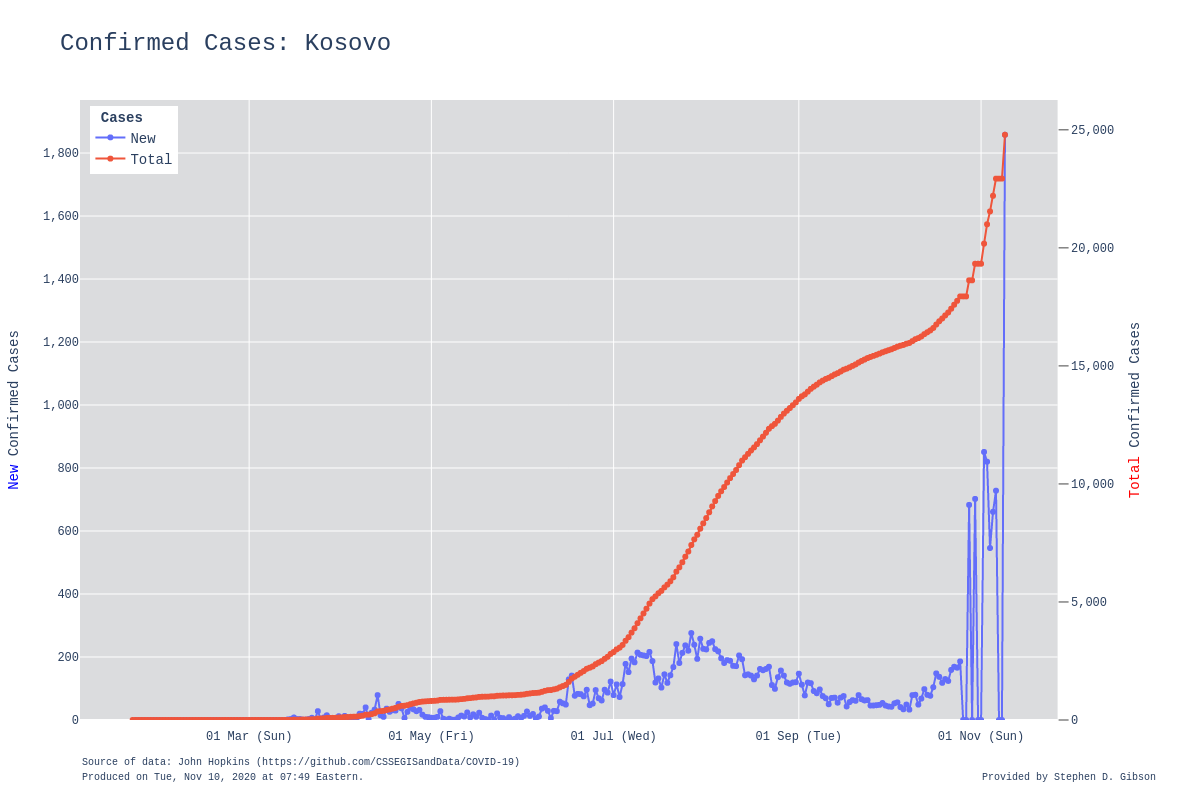 Confirmed Cases: Kosovo
Cases
New
Total
1,800
1,600
1,400
1,200
1,000
800
600
400
200
0
New Confirmed Cases
25,000
20,000
15,000
10,000
5,000
0
Total Confirmed Cases
01 Mar (Sun)
01 May (Fri)
01 Jul (Wed)
01 Sep (Tue)
01 Nov (Sun)
Source of data: John Hopkins (https://github.com/CSSEGISandData/COVID-19)
Produced on Tue, Nov 10, 2020 at 07:49 Eastern.
Provided by Stephen D. Gibson